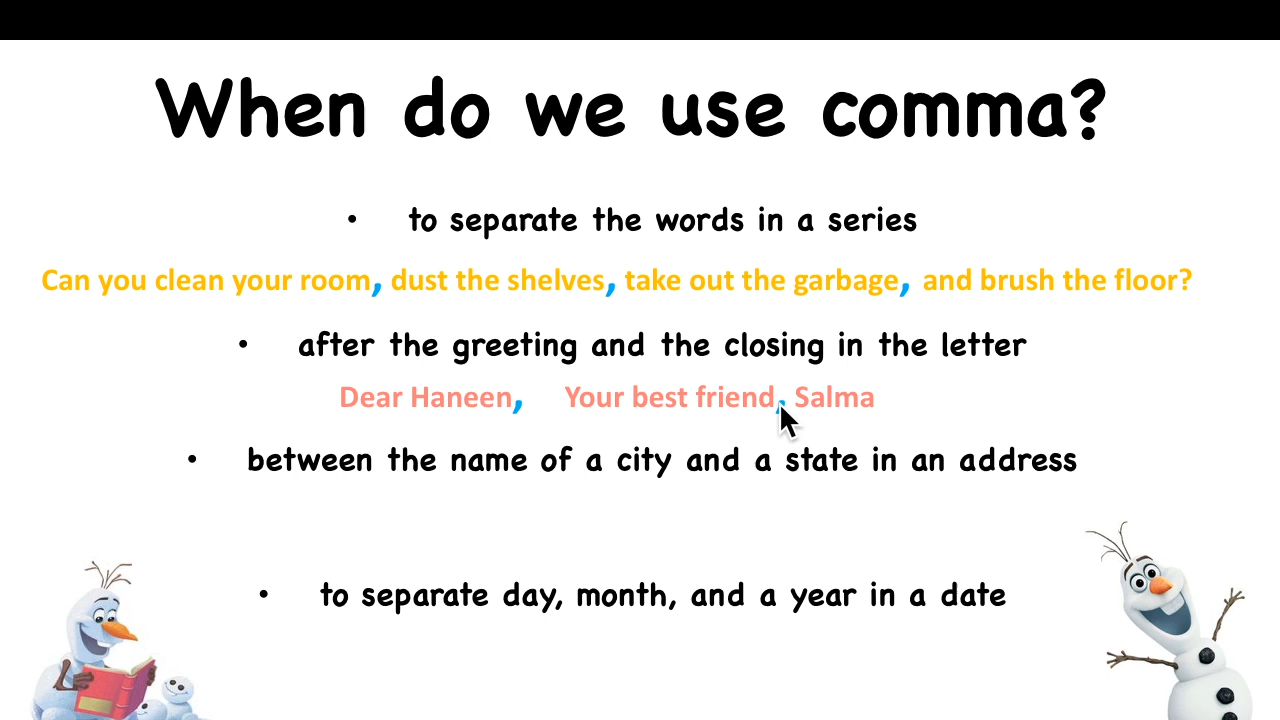 When do we use comma?
• to separate the words in a series
Can you clean your room, dust the shelves, take out the garbage, and brush the floor?
• after the greeting and the closing in the letter
Dear Haneen, Your best friend, Salma
• between the name of a city and a state in an address
• to separate day, month, and a year in a date